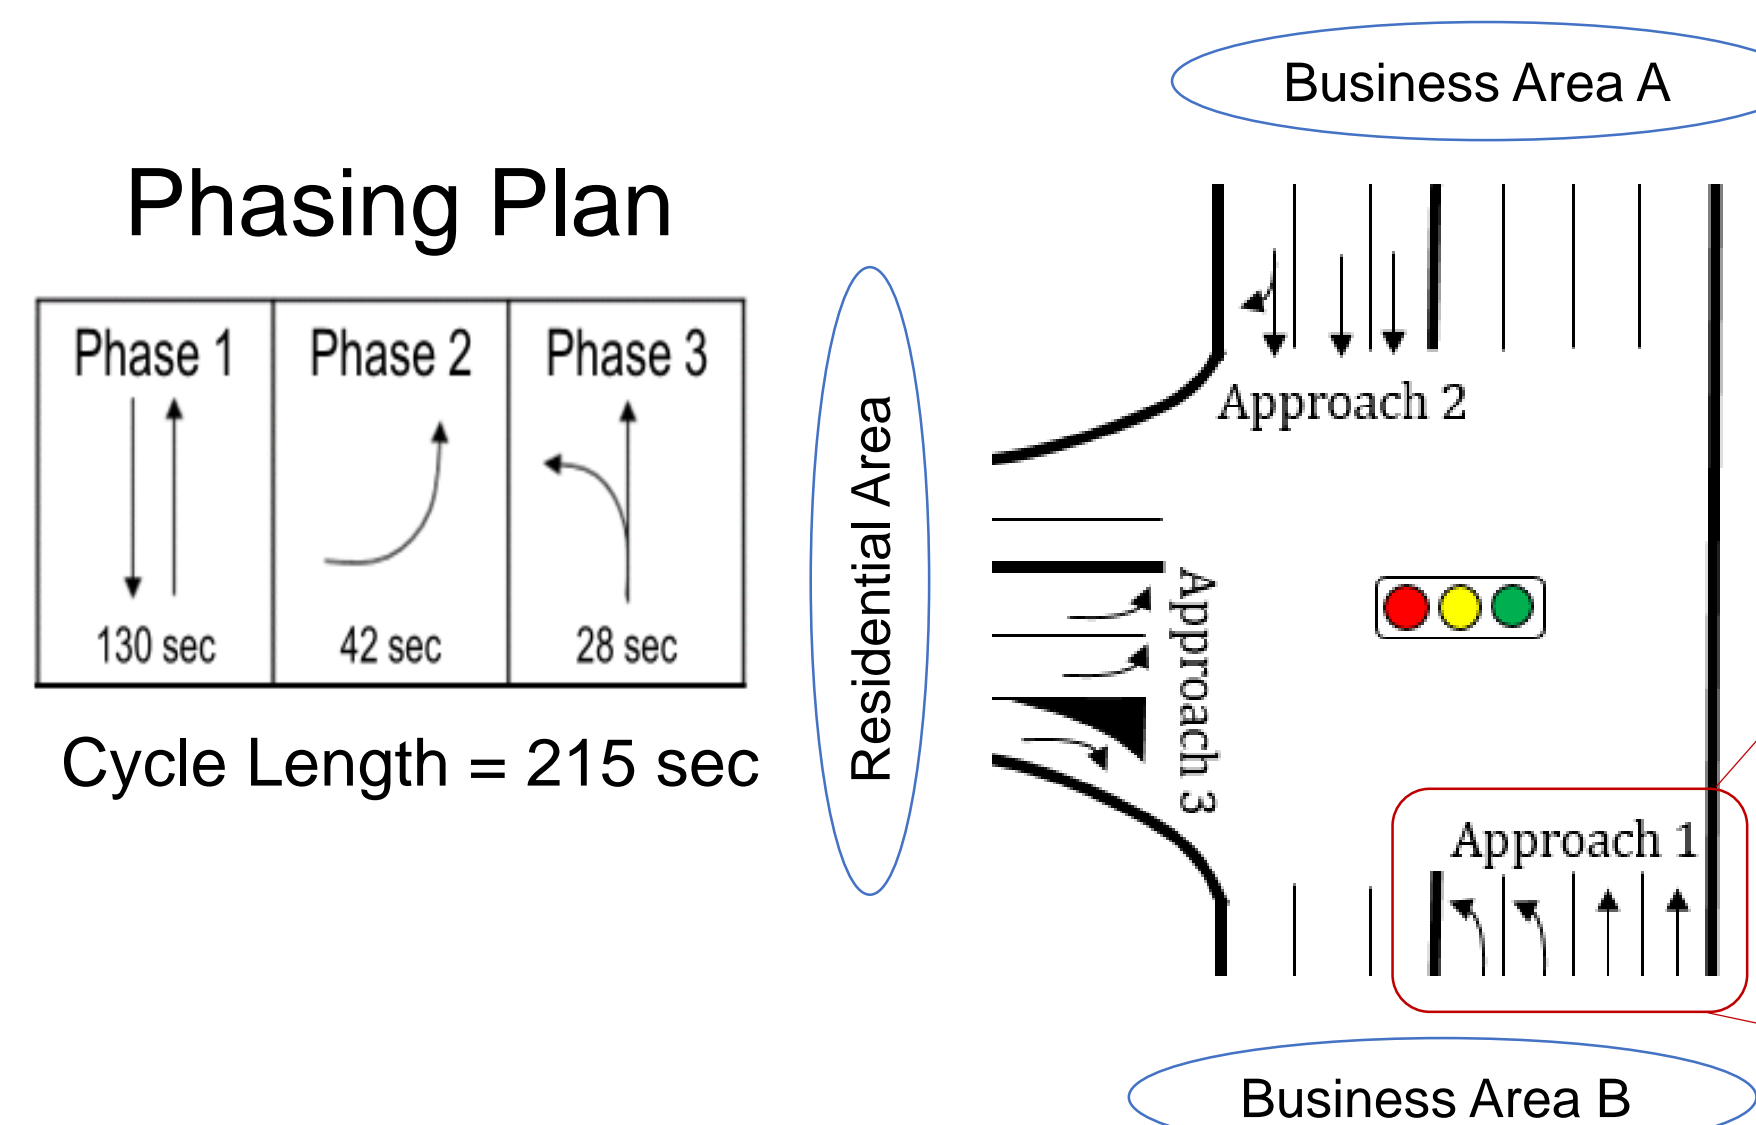 Business Area A
Phasing Plan
Phase 1
Phase 2
Phase 3
130 sec
42 sec
28 sec
Cycle Length = 215 sec
Residential Area
Approach 2
Approach 3
Approach 1
Business Area B